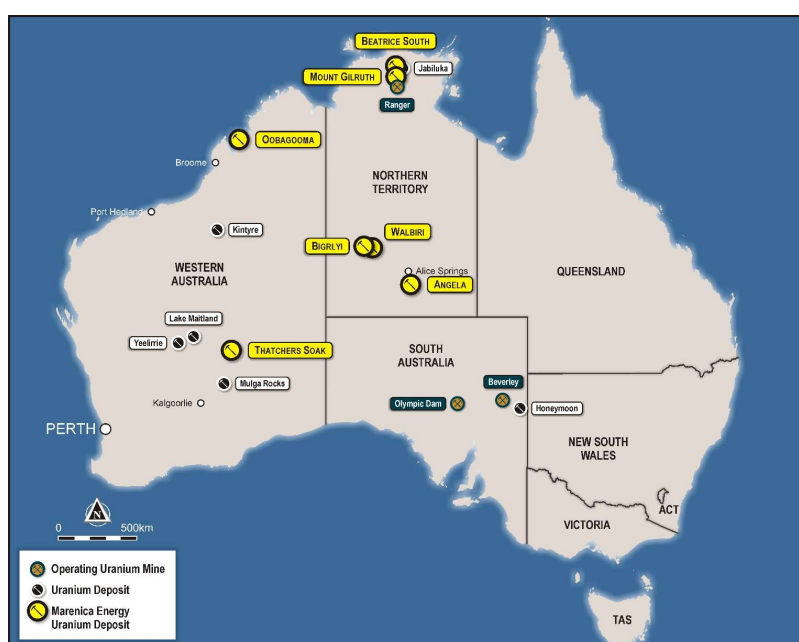 BEATRICE SOUTH
Jabiluka
MOUNT GILRUTH
Ranger
OOBAGOOMA
Broome
NORTHERN
TERRITORY
Port Hedland
Kintyre
WALBIRI
BIGRLYI
WESTERN
AUSTRALIA
Alice Springs
ANGELA
QUEENSLAND
Lake Maitland
Yeelirrie
THATCHERS SOAK
SOUTH
AUSTRALIA
Mulga Rocks
Beverley
Kalgoorlie
Olympic Dam
Honeymoon
PERTH
NEW SOUTH
WALES
N
0 500km
ACT
VICTORIA
Operating Uranium Mine
Uranium Deposit
Marenica Energy
Uranium Deposit
TAS